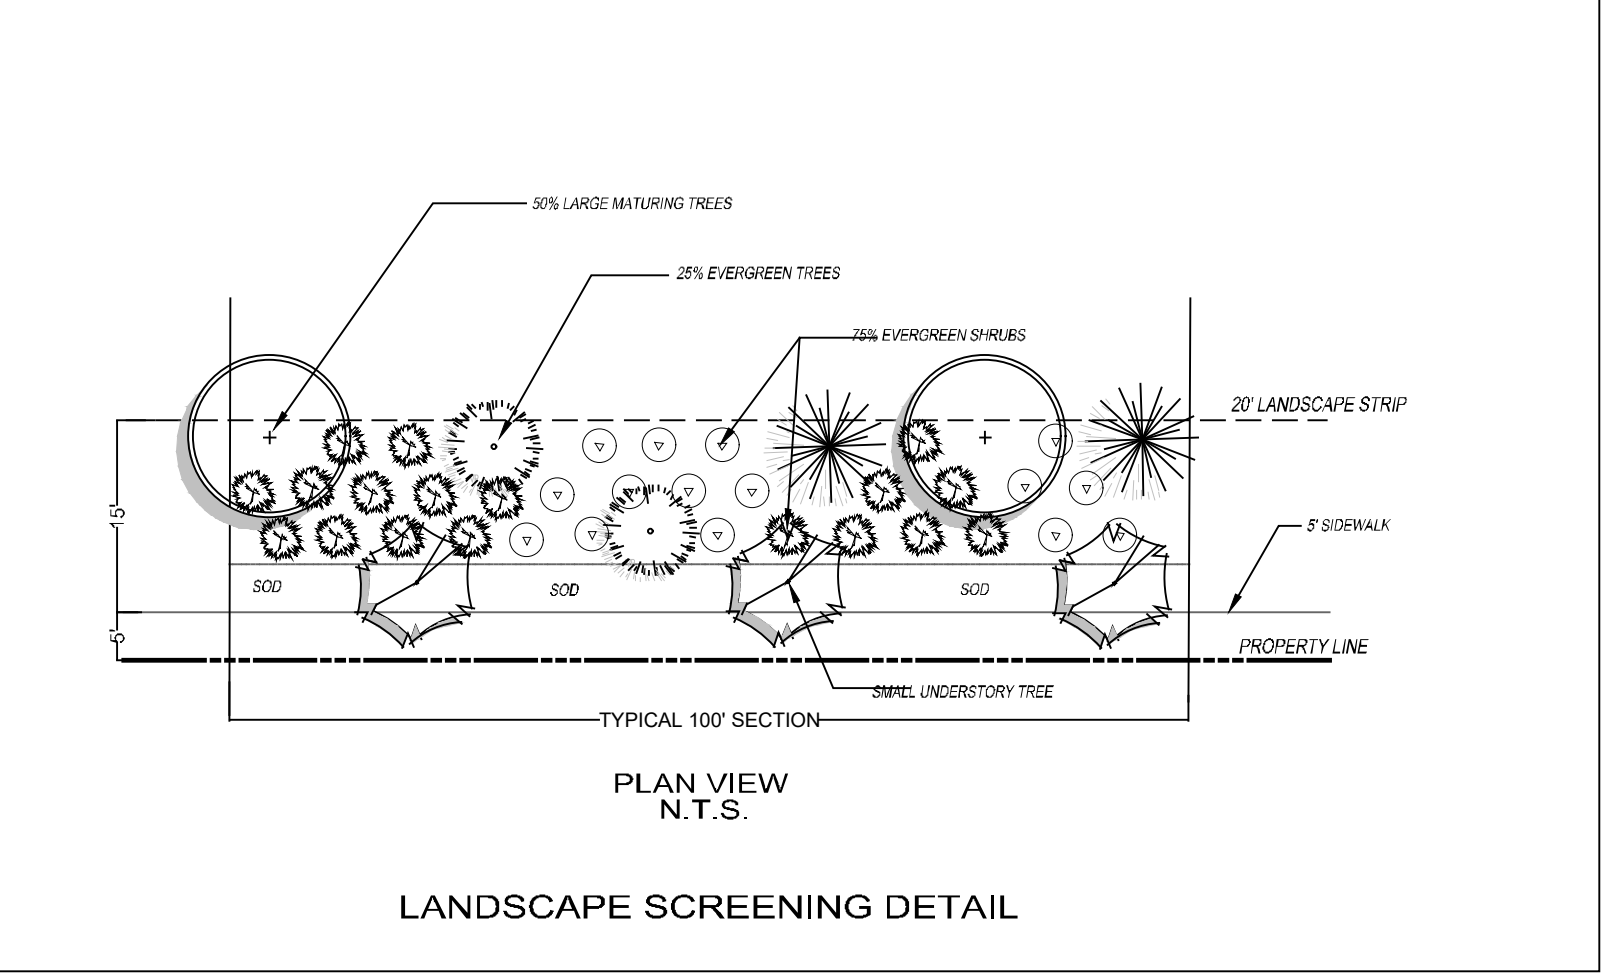 50% LARGE MATURING TREES
25% EVERGREEN TREES
75% EVERGREEN SHRUBS
20' LANDSCAPE STRIP
15'
5' SIDEWALK
SOD
SOD
SOD
5'
PROPERTY LINE
SMALL UNDERSTORY TREE
TYPICAL 100' SECTION
PLAN VIEW
N.T.S.
LANDSCAPE SCREENING DETAIL